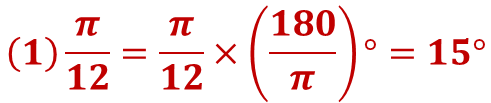 (1) π/12 = π/12 × (180/π)° = 15°